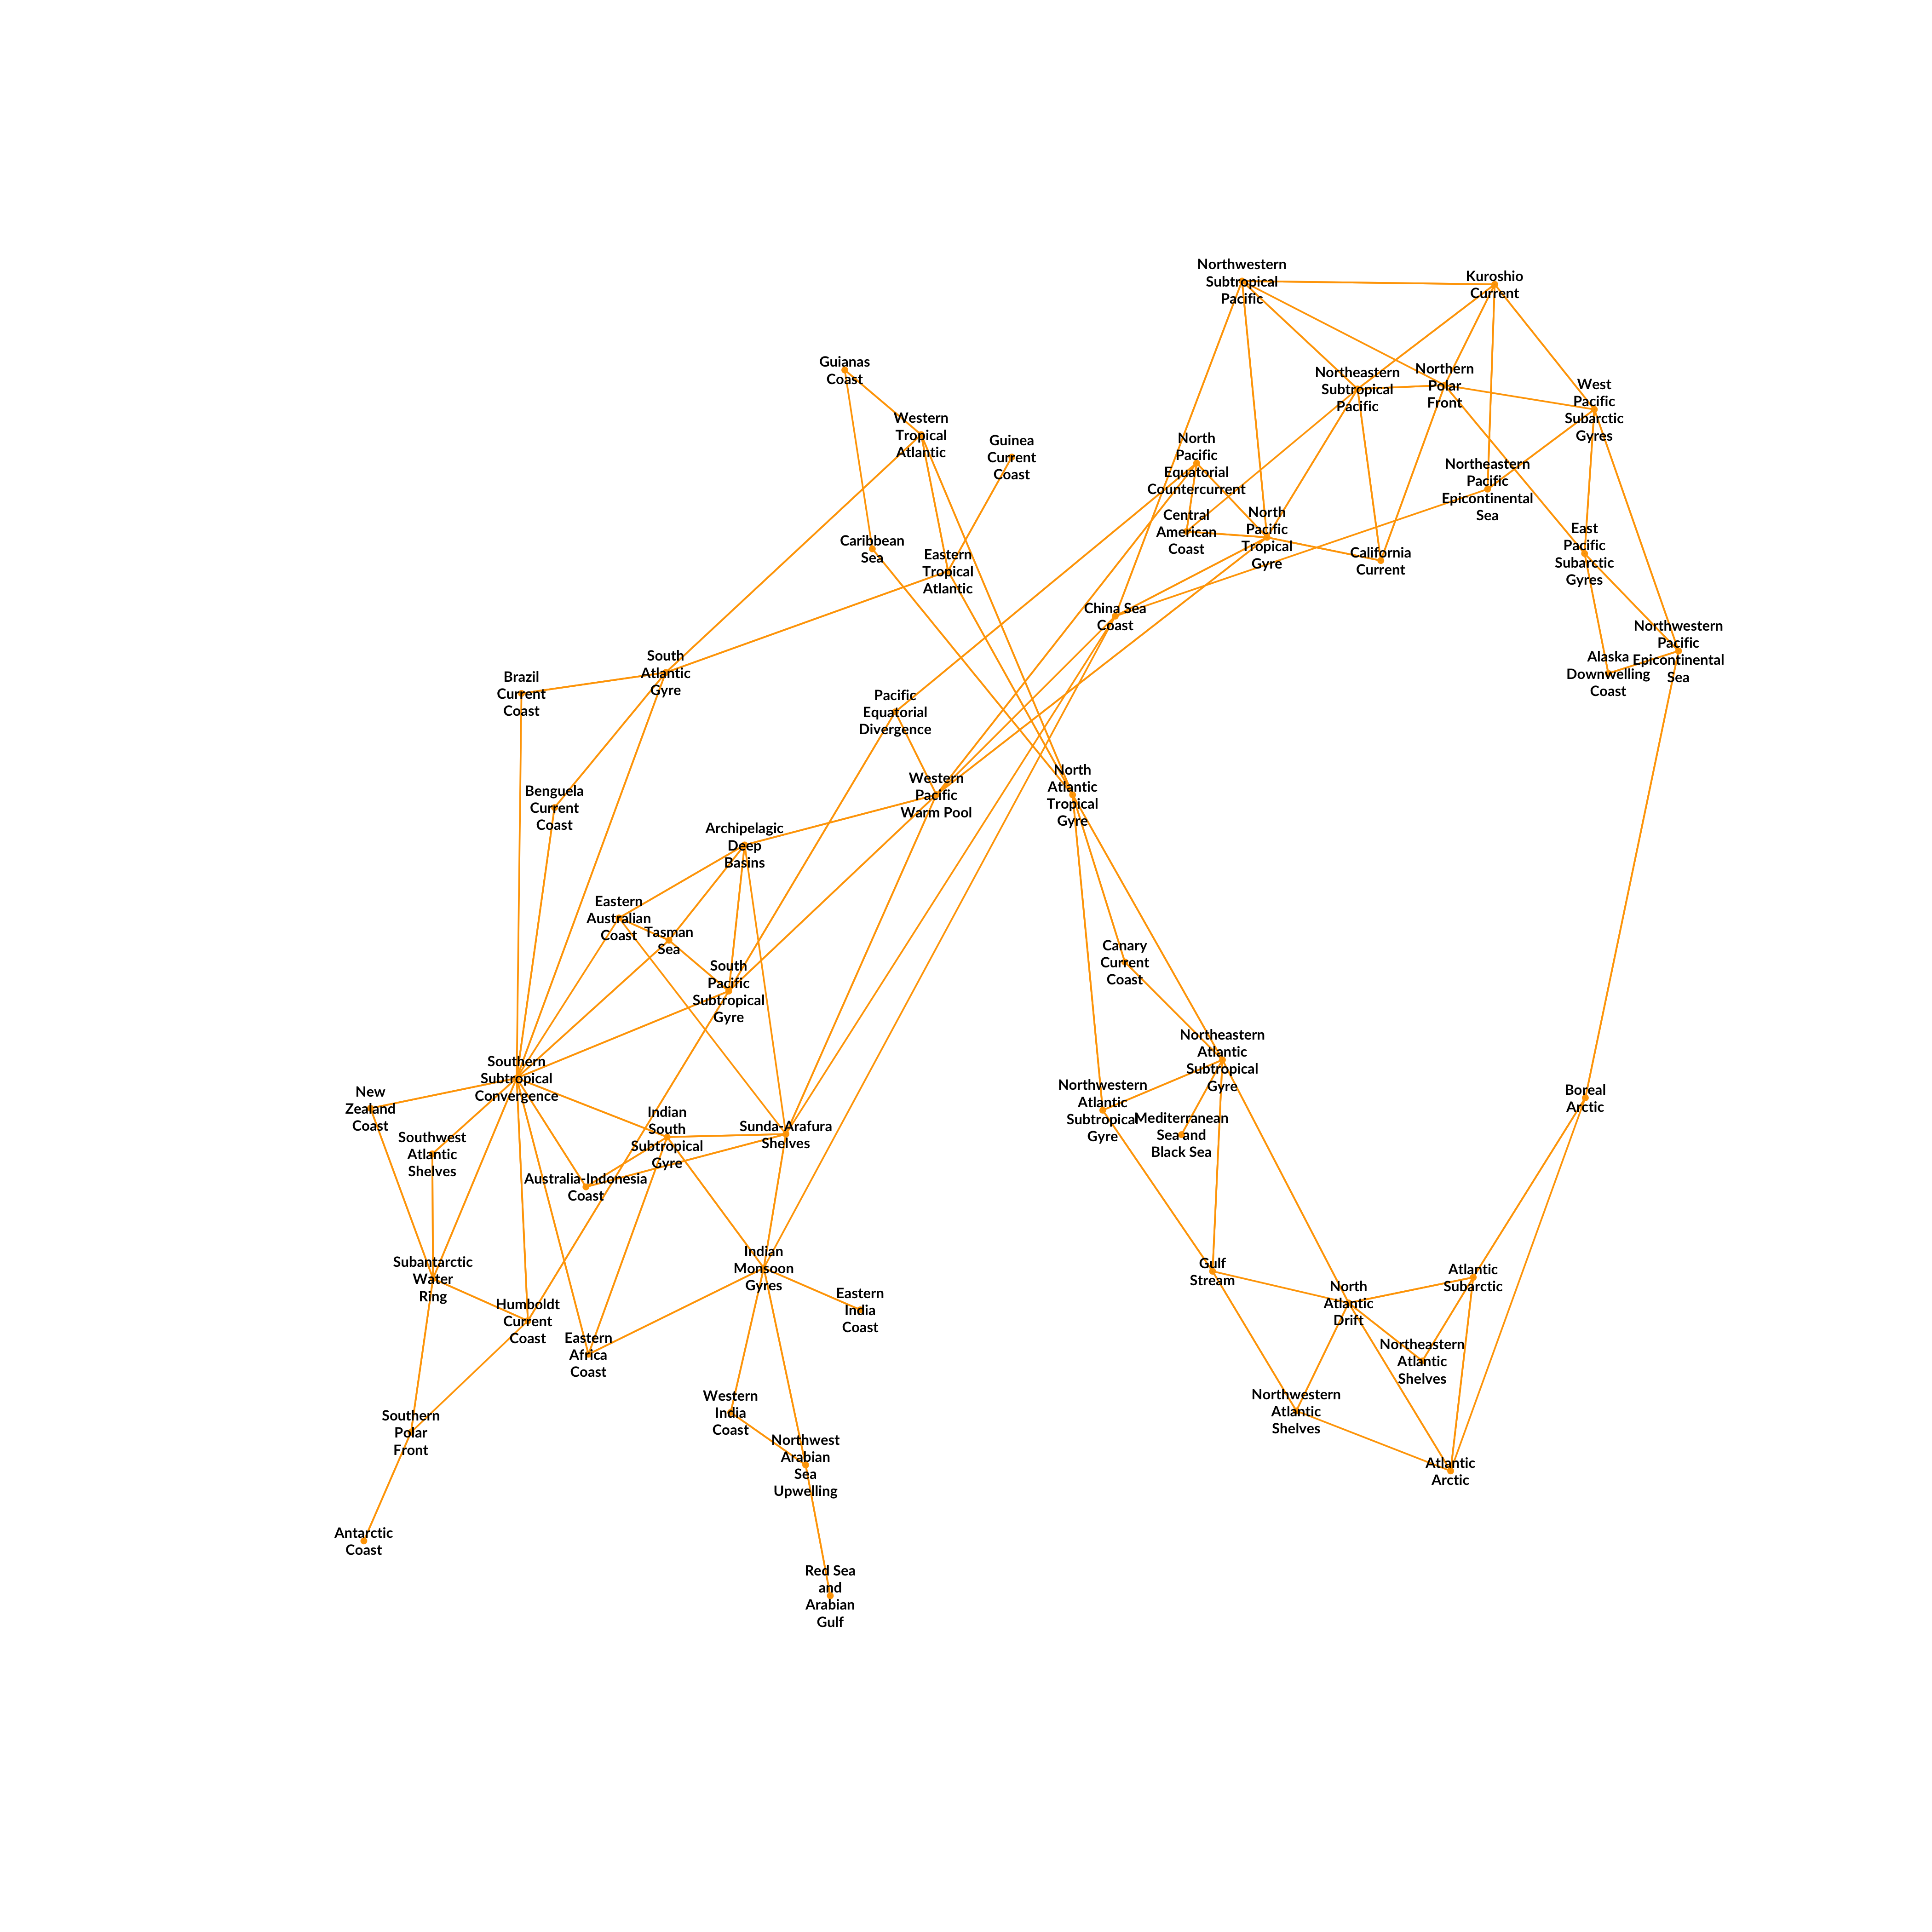 Northwestern
Subtropical
Pacific
Kuroshio
Current
Guianas
Coast
Northeastern
Subtropical
Pacific
Northern
Polar
Front
West
Pacific
Subarctic
Gyres
Western
Tropical
Atlantic
Guinea
Current
Coast
North
Pacific
Equatorial
Countercurrent
Northeastern
Pacific
Epicontinental
Sea
Central
American
Coast
North
Pacific
Tropical
Gyre
East
Pacific
Subarctic
Gyres
Caribbean
Sea
Eastern
Tropical
Atlantic
California
Current
China Sea
Coast
Northwestern
Pacific
Epicontinental
Sea
Alaska
Downwelling
Coast
South
Atlantic
Gyre
Brazil
Current
Coast
Pacific
Equatorial
Divergence
North
Atlantic
Tropical
Gyre
Western
Pacific
Warm Pool
Benguela
Current
Coast
Archipelagic
Deep
Basins
Eastern
Australian
Coast
Tasman
Sea
Canary
Current
Coast
South
Pacific
Subtropical
Gyre
Northeastern
Atlantic
Subtropical
Gyre
Southern
Subtropical
Convergence
Northwestern
Atlantic
Subtropical
Gyre
Boreal
Arctic
New
Zealand
Coast
Mediterranean
Sea and
Black Sea
Indian
South
Subtropical
Gyre
Sunda-Arafura
Shelves
Southwest
Atlantic
Shelves
Australia-Indonesia
Coast
Subantarctic
Water
Ring
Indian
Monsoon
Gyres
Gulf
Stream
Atlantic
Subarctic
North
Atlantic
Drift
Eastern
India
Coast
Humboldt
Current
Coast
Eastern
Africa
Coast
Northeastern
Atlantic
Shelves
Northwestern
Atlantic
Shelves
Western
India
Coast
Southern
Polar
Front
Northwest
Arabian
Sea
Upwelling
Atlantic
Arctic
Antarctic
Coast
Red Sea
and
Arabian
Gulf